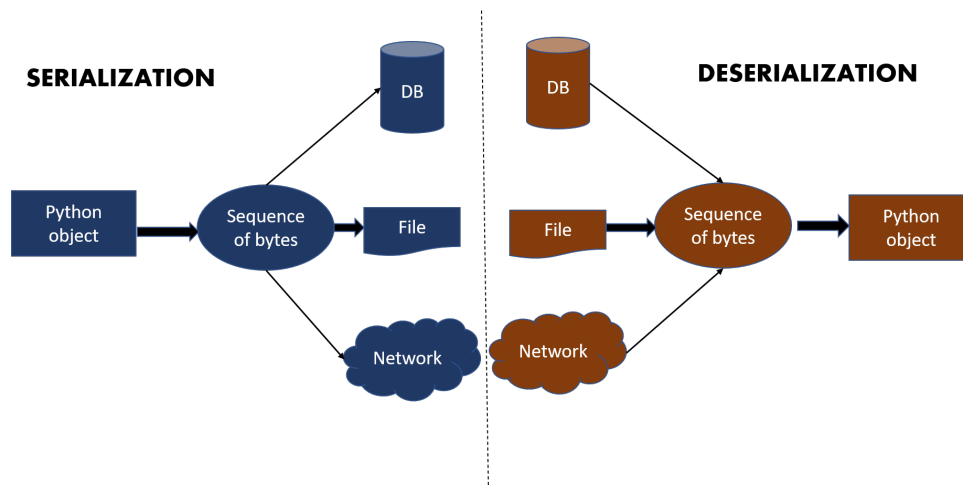 SERIALIZATION
DB
Python
object
Sequence
of bytes
File
Network
DESERIALIZATION
DB
File
Sequence
of bytes
Python
object
Network